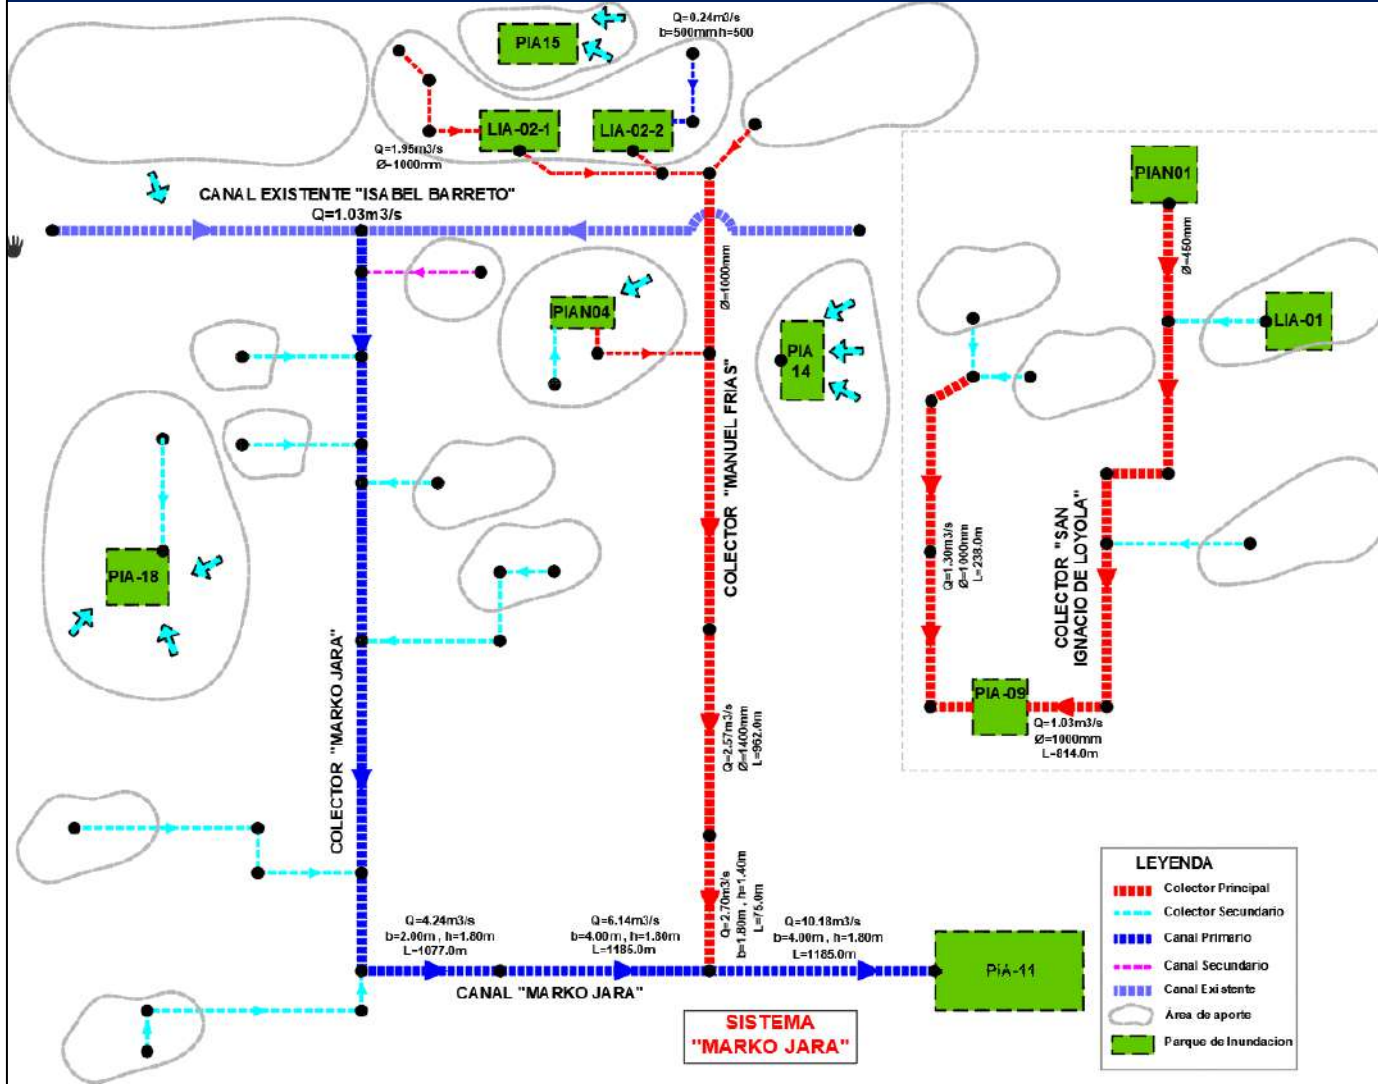 PIA15
Q=0.24m3/s
b=500mm h=500
LIA-02-1
LIA-02-2
Q=1.95m3/s
Ø=1000mm
PIAN01
CANAL EXISTENTE "ISABEL BARRETO"
Q=1.03m3/s
Ø=450mm
Ø=1000mm
PIAN04
LIA-01
PIA
14
COLECTOR "MANUEL FRIAS"
COLECTOR "SAN
IGNACIO DE LOYOLA"
Q=1.30m3/s
Ø=1000mm
L=238.0m
PIA-18
COLECTOR "MARKO JARA"
PIA-09
Q=1.03m3/s
Ø=1000mm
L=814.0m
Q=2.57m3/s
Ø=1400mm
L=962.0m
Q=2.70m3/s
b=1.80m , h=1.40m
L=75.0m
Q=4.24m3/s
b=2.00m , h=1.80m
L=1077.0m
Q=6.14m3/s
b=4.00m , h=1.80m
L=1185.0m
Q=10.18m3/s
b=4.00m , h=1.80m
L=1185.0m
PIA-11
CANAL "MARKO JARA"
SISTEMA
"MARKO JARA"
LEYENDA
Colector Principal
Colector Secundario
Canal Primario
Canal Secundario
Canal Existente
Área de aporte
Parque de Inundacion